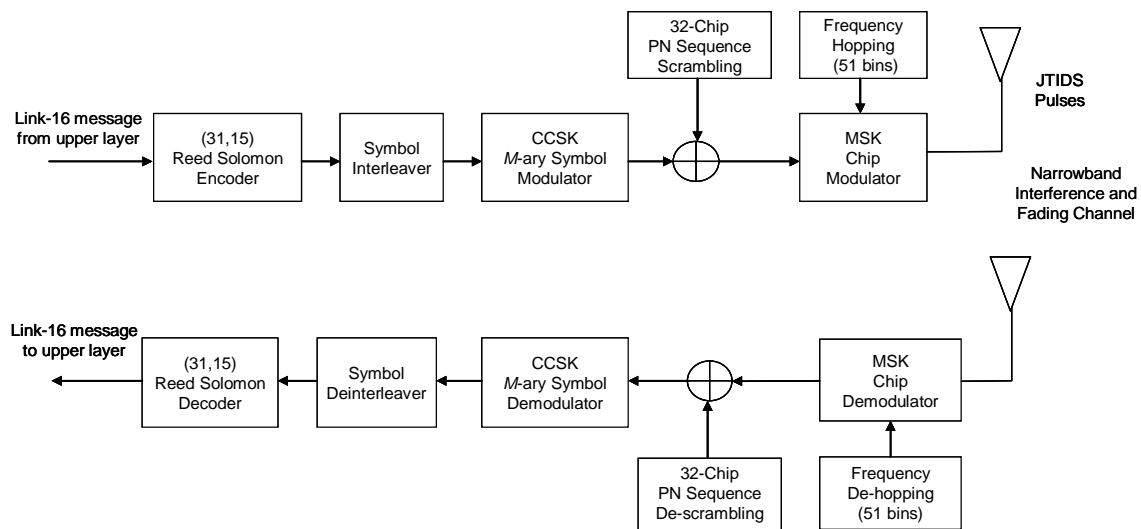 32-Chip
PN Sequence
Scrambling
Frequency
Hopping
(51 bins)
JTIDS
Pulses
Link-16 message
from upper layer
(31,15)
Reed Solomon
Encoder
Symbol
Interleaver
CCSK
M-ary Symbol
Modulator
MSK
Chip
Modulator
Narrowband
Interference and
Fading Channel
Link-16 message
to upper layer
(31,15)
Reed Solomon
Decoder
Symbol
Deinterleaver
CCSK
M-ary Symbol
Demodulator
MSK
Chip
Demodulator
32-Chip
PN Sequence
De-scrambling
Frequency
De-hopping
(51 bins)